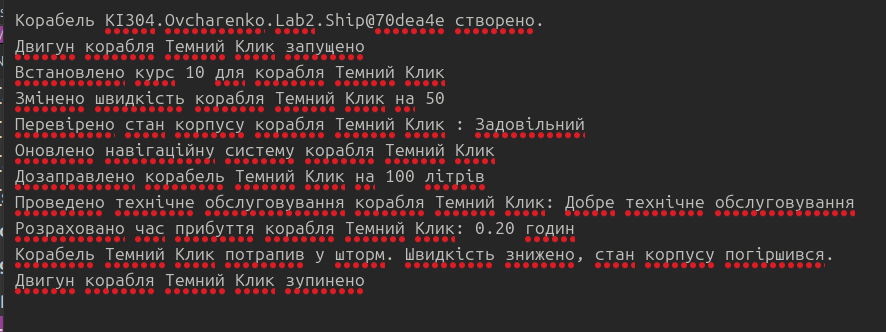 Корабель KI304.Ovcharenko.Lab2.Ship@70dea4e створено.
Двигун корабля Темний Клик запущено
Встановлено курс 10 для корабля Темний Клик
Змінено швидкість корабля Темний Клик на 50
Перевірено стан корпусу корабля Темний Клик : Задовільний
Оновлено навігаційну систему корабля Темний Клик
Дозаправлено корабель Темний Клик на 100 літрів
Проведено технічне обслуговування корабля Темний Клик: Добре технічне обслуговування
Розраховано час прибуття корабля Темний Клик: 0.20 годин
Корабель Темний Клик потрапив у шторм. Швидкість знижено, стан корпусу погіршився.
Двигун корабля Темний Клик зупинено